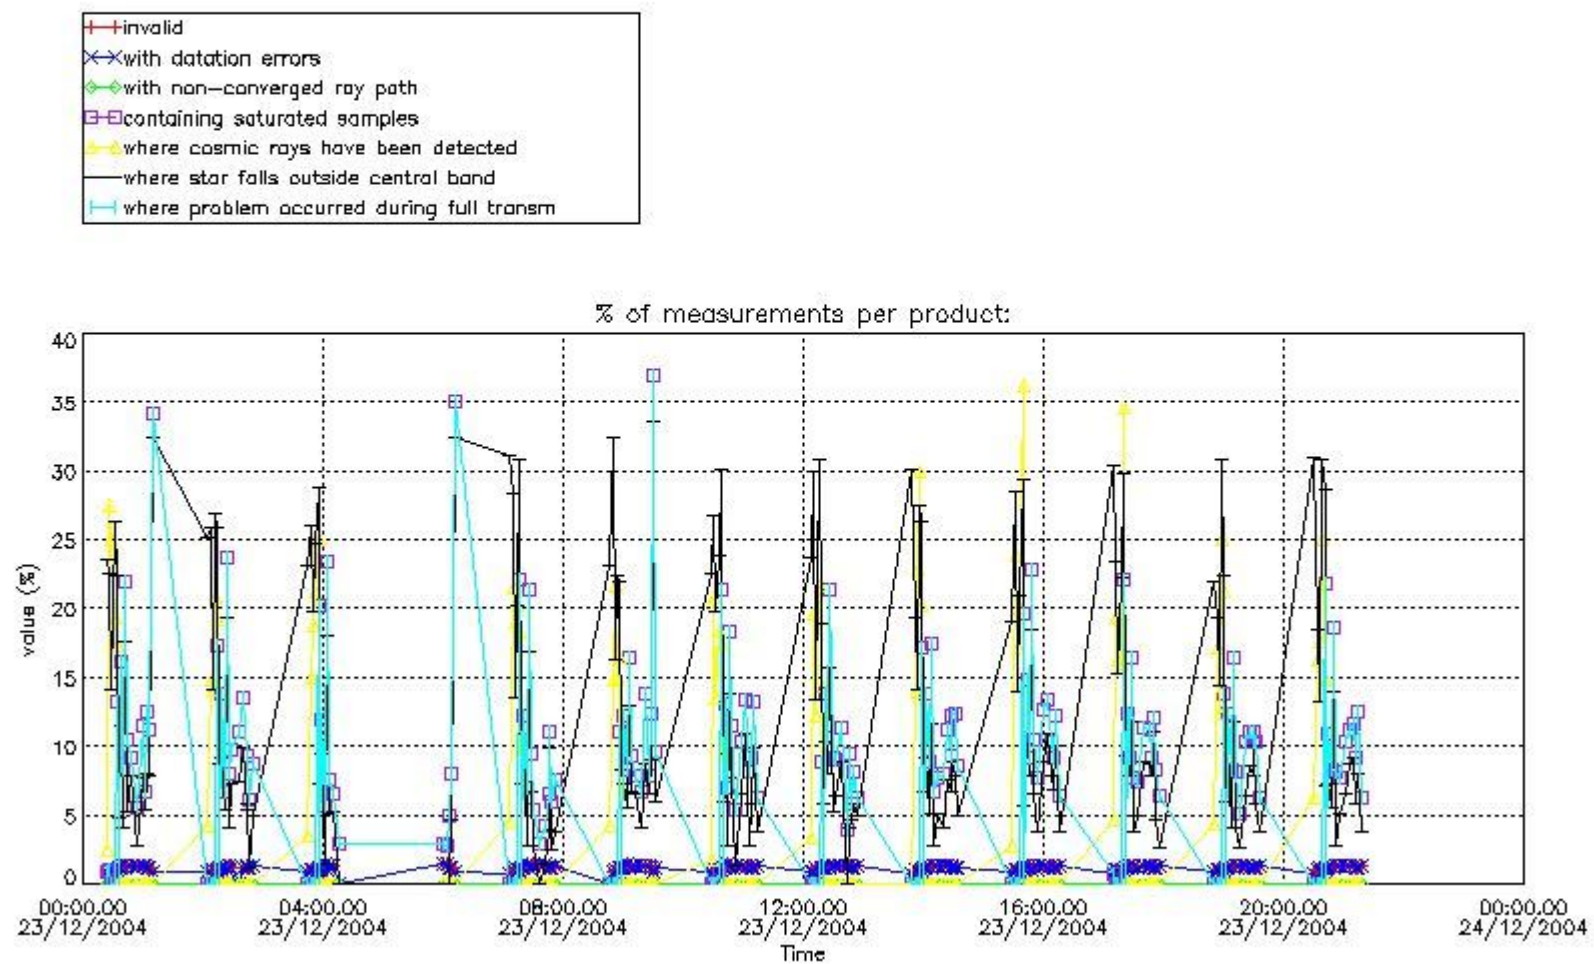 invalid
with datation errors
with non-converged ray path
containing saturated samples
where cosmic rays have been detected
where star falls outside central band
where problem occurred during full transm
% of measurements per product:
40
35
30
25
20
15
10
5
0
value (%)
00:00:00 04:00:00 08:00:00 12:00:00 16:00:00 20:00:00 00:00:00
23/12/2004 23/12/2004 23/12/2004 23/12/2004 23/12/2004 23/12/2004 24/12/2004
Time